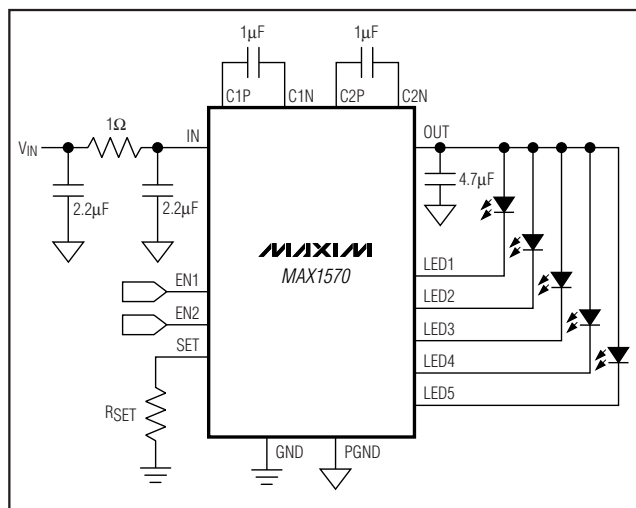 1µF
1µF
C1P
C1N
C2P
C2N
1Ω
VIN
IN
OUT
2.2µF
2.2µF
4.7µF
MAXIM
MAX1570
LED1
EN1
LED2
EN2
LED3
SET
LED4
RSET
LED5
GND
PGND